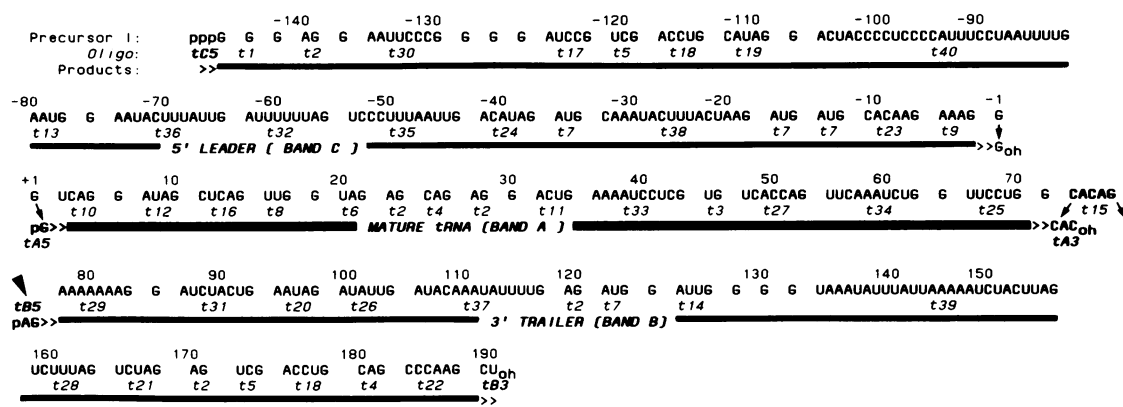 -140 -130 -120 -110 -100 -90
Precursor I: pppG G G AG G AAUUCCCG G G G AUCCG UCG ACCUG CAUAG G ACUACCCCUCCCCAUUUCCUAAUUUUG
Oligo: tC5 t1 t2 t30 t17 t5 t18 t19 t40
Products: >>
-80 -70 -60 -50 -40 -30 -20 -10 -1
AAUG G AAUACUUUAUUG AUUUUUUAG UCCCUUUAAUUG ACAUAG AUG CAAAUACUUUACUAAG AUG AUG CACAAG AAAG G
t13 t36 t32 t35 t24 t7 t38 t7 t7 t23 t9
5' LEADER ( BAND C ) >>Goh
+1 10 20 30 40 50 60 70
G UCAG G AUAG CUCAG UUG G UAG AG CAG AG G ACUG AAAAUCCUCG UG UCACCAG UUCAAAUCUG G UUCCUG G CACAG
t10 t12 t16 t8 t6 t2 t4 t2 t11 t33 t3 t27 t34 t25 t15
pG>> MATURE tRNA (BAND A ) >>CACoh
tA5 tA3
80 90 100 110 120 130 140 150
tB5 AAAAAAAG G AUCUACUG AAUAG AUAUUG AUACAAAUAUUUUG AG AUG G AUUG G G G UAAAUAUUUAUUAAAAAUCUACUUAG
t29 t31 t20 t26 t37 t2 t7 t14 t39
pAG>> 3' TRAILER (BAND B)
160 170 180 190
UCUUUAG UCUAG AG UCG ACCUG CAG CCCAAG CUoh
t28 t21 t2 t5 t18 t4 t22 tB3
>>